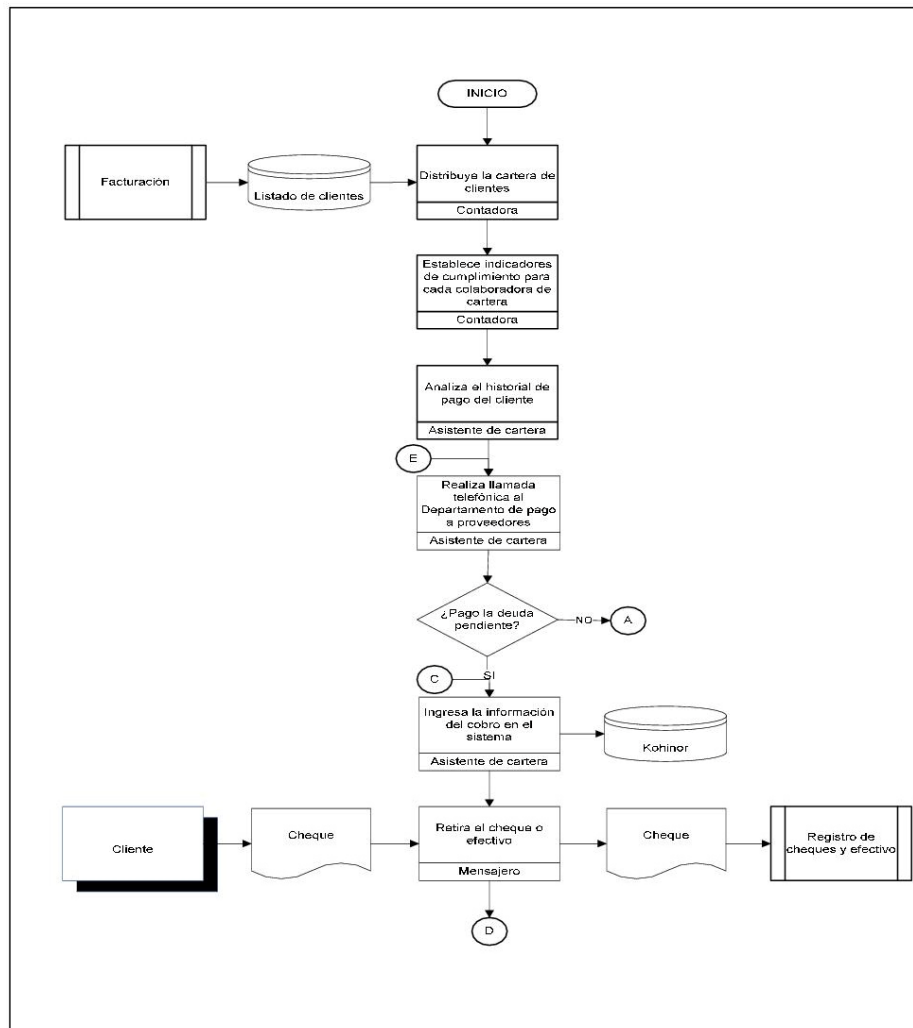 INICIO
Facturación
Listado de clientes
Distribuye la cartera de
clientes
Contadora
Establece indicadores
de cumplimiento para
cada colaboradora de
cartera
Contadora
Analiza el historial de
pago del cliente
Asistente de cartera
E
Realiza llamada
telefónica al
Departamento de pago
a proveedores
Asistente de cartera
¿Pago la deuda
pendiente?
NO
A
SI
C
Ingresa la información
del cobro en el
sistema
Asistente de cartera
Kohinor
Cliente
Cheque
Retira el cheque o
efectivo
Mensajero
Cheque
Registro de
cheques y efectivo
D